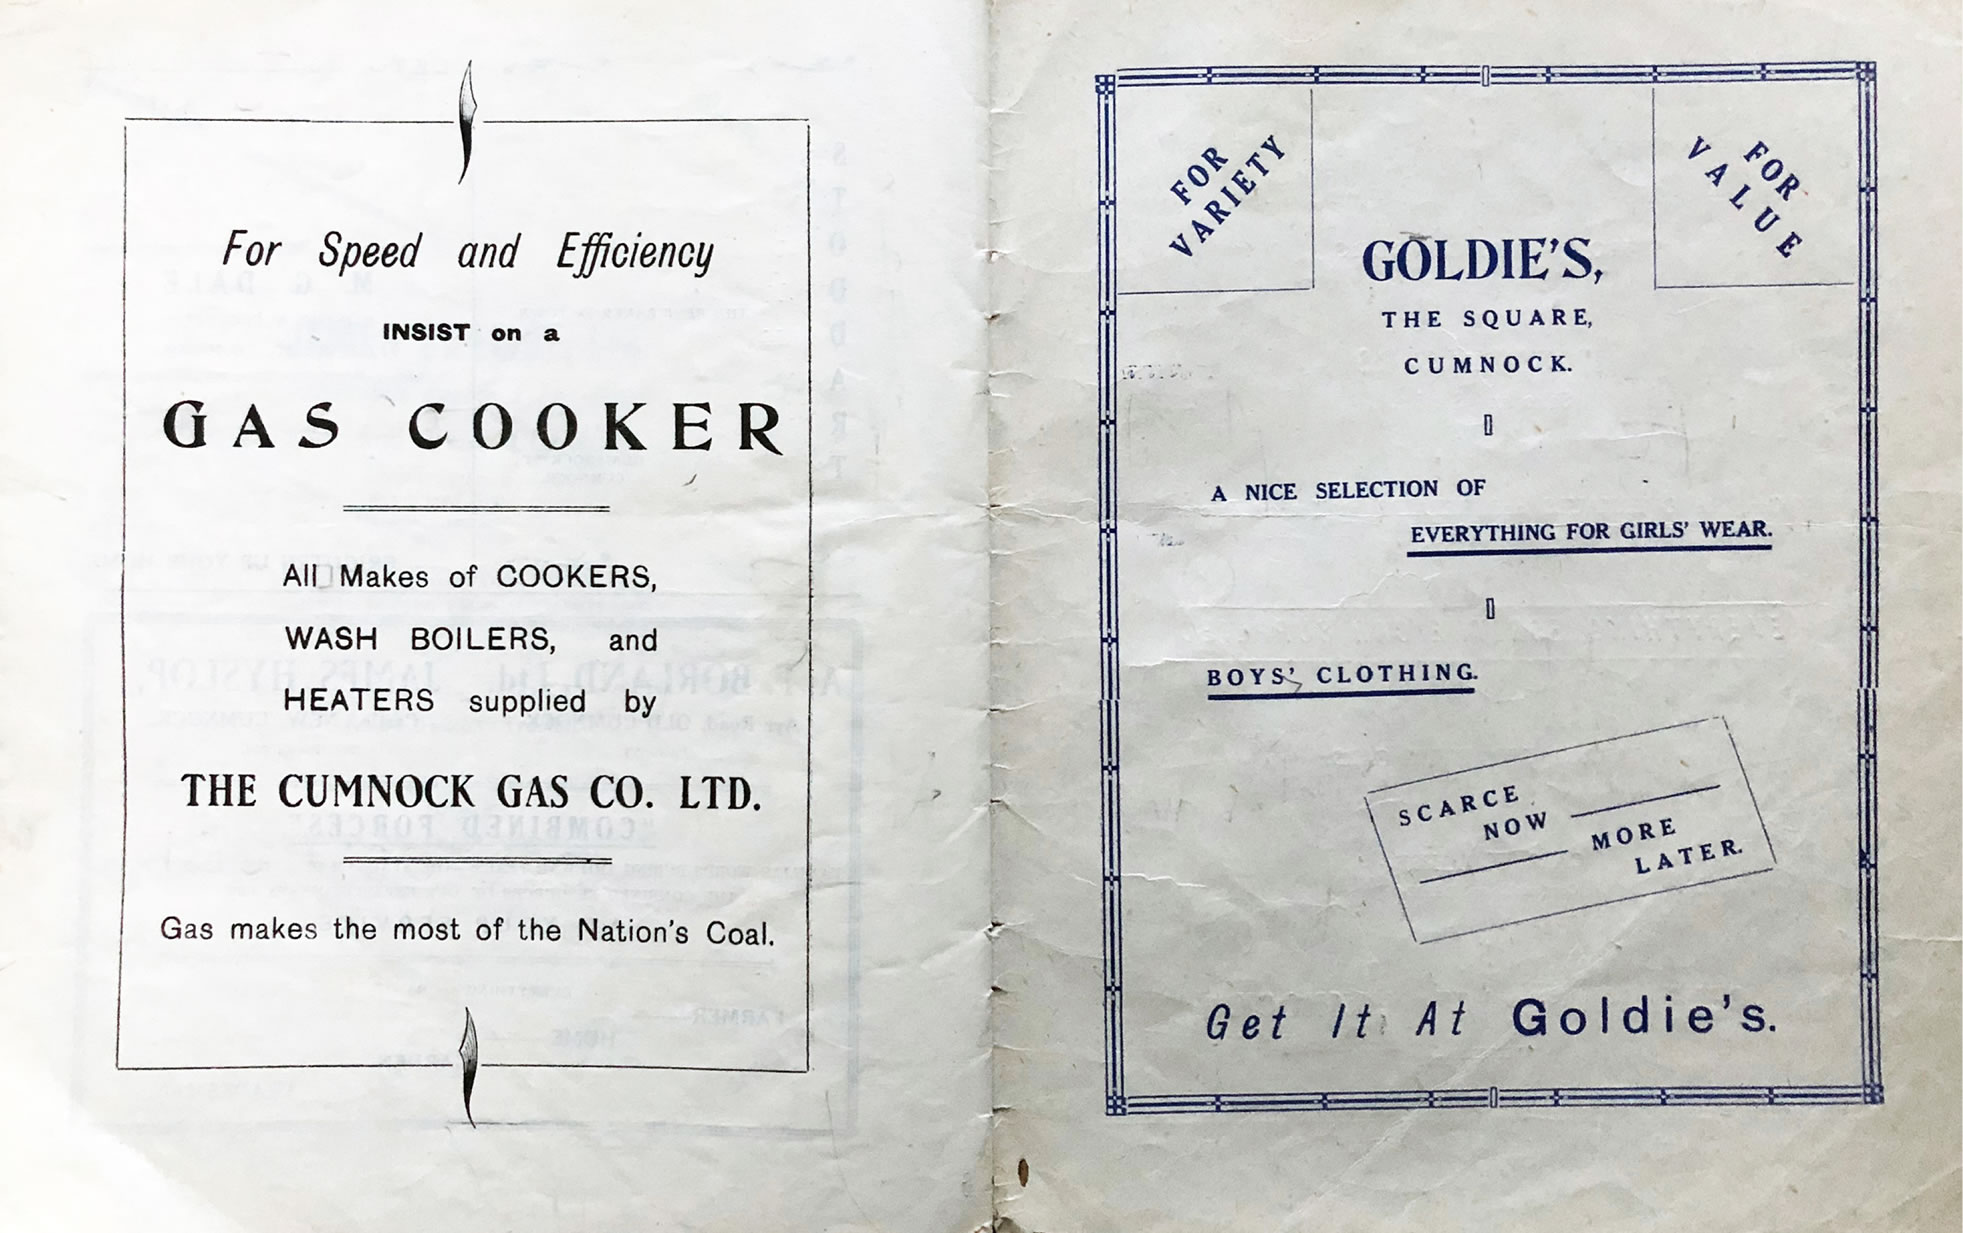 For Speed and Efficiency
INSIST on a
GAS COOKER
All Makes of COOKERS,
WASH BOILERS, and
HEATERS supplied by
THE CUMNOCK GAS CO. LTD.
Gas makes the most of the Nation's Coal.
FOR
VARIETY
FOR
VALUE
GOLDIE'S,
THE SQUARE,
CUMNOCK.
A NICE SELECTION OF
EVERYTHING FOR GIRLS' WEAR.
BOYS' CLOTHING.
SCARCE
NOW
MORE
LATER.
Get It At Goldie's.